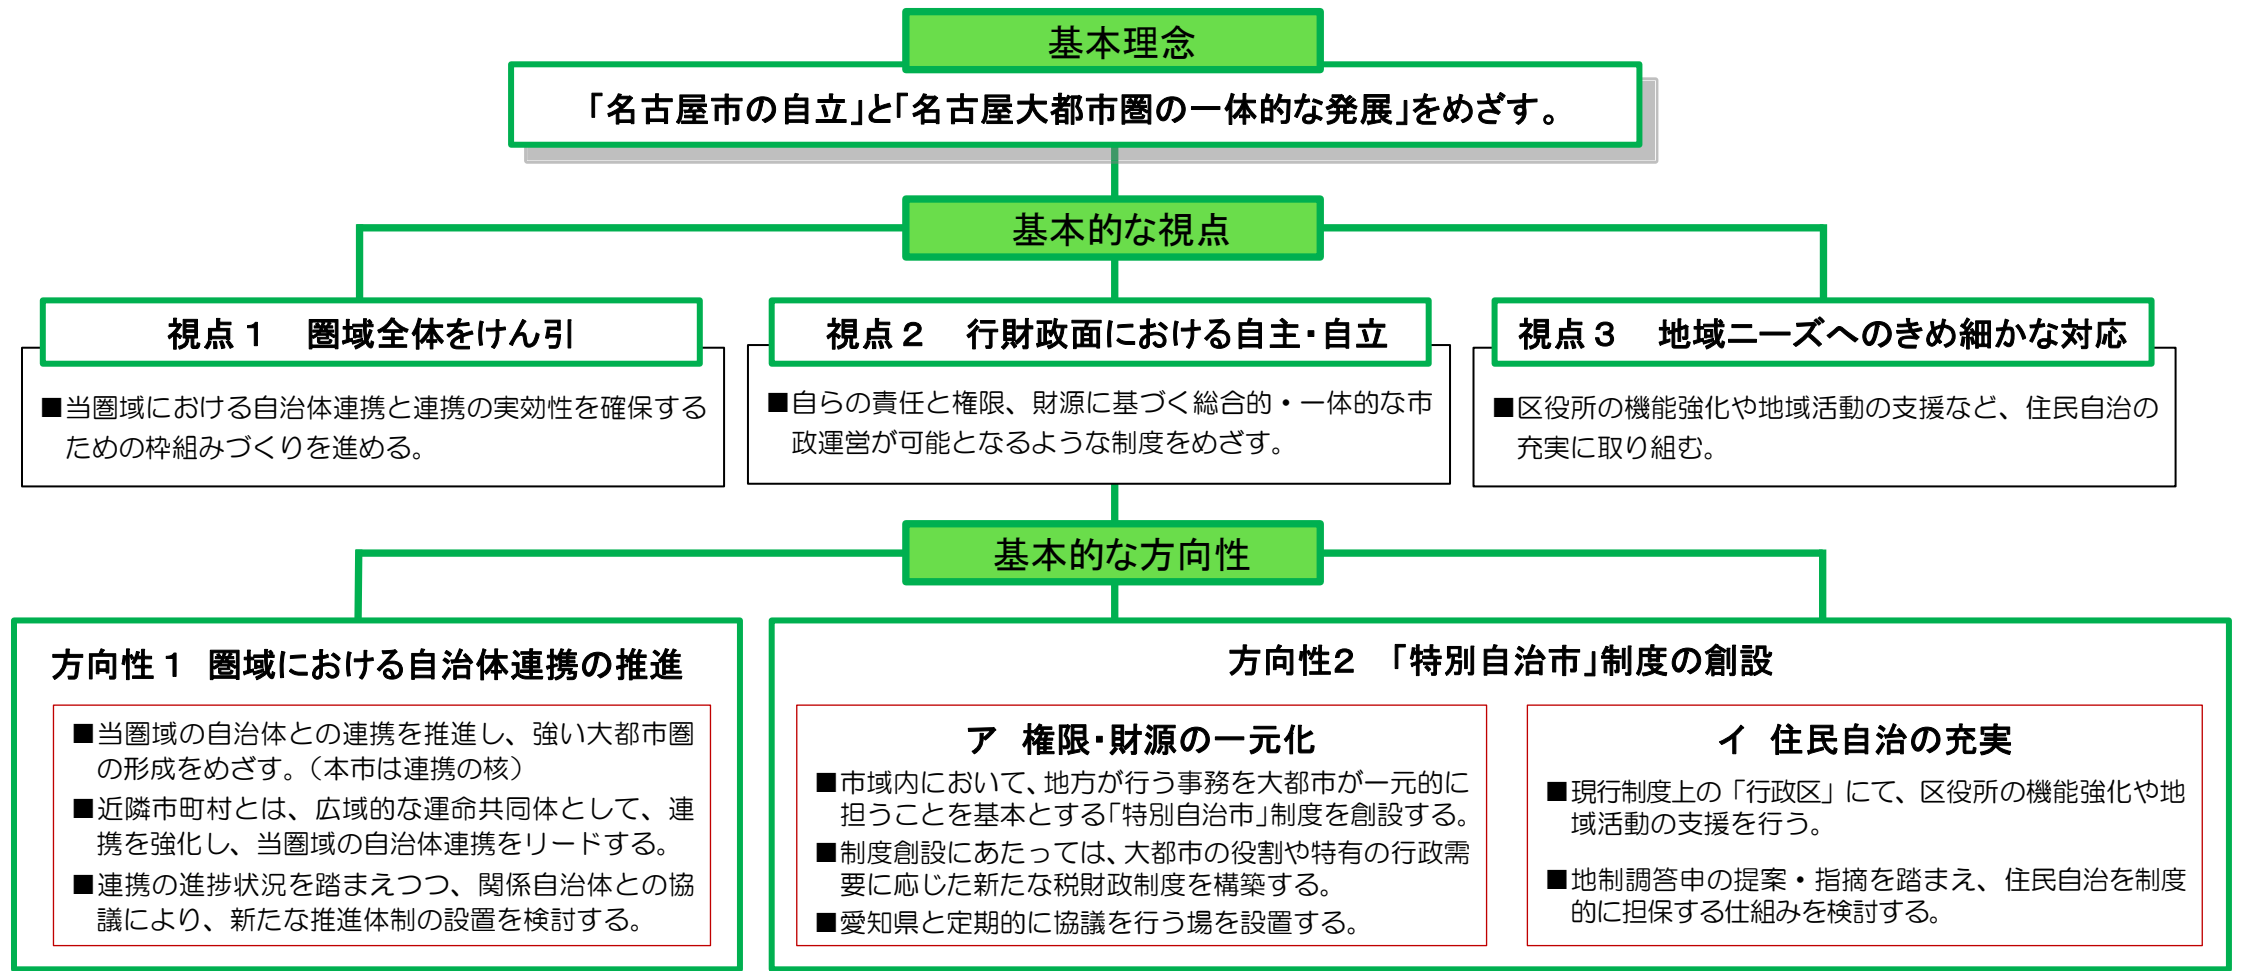 基本理念
「名古屋市の自立」と「名古屋大都市圏の一体的な発展」をめざす。
基本的な視点
視点１　圏域全体をけん引
■当圏域における自治体連携と連携の実効性を確保する
ための枠組みづくりを進める。
視点２　行財政面における自主・自立
■自らの責任と権限、財源に基づく総合的・一体的な市
政運営が可能となるような制度をめざす。
視点３　地域ニーズへのきめ細かな対応
■区役所の機能強化や地域活動の支援など、住民自治の
充実に取り組む。
基本的な方向性
方向性１　圏域における自治体連携の推進
■当圏域の自治体との連携を推進し、強い大都市圏
の形成をめざす。（本市は連携の核）
■近隣市町村とは、広域的な運命共同体として、連
携を強化し、当圏域の自治体連携をリードする。
■連携の進捗状況を踏まえつつ、関係自治体との協
議により、新たな推進体制の設置を検討する。
方向性２　「特別自治市」制度の創設
ア　権限・財源の一元化
■市域内において、地方が行う事務を大都市が一元的に
担うことを基本とする「特別自治市」制度を創設する。
■制度創設にあたっては、大都市の役割や特有の行政需
要に応じた新たな税財政制度を構築する。
■愛知県と定期的に協議を行う場を設置する。
イ　住民自治の充実
■現行制度上の「行政区」にて、区役所の機能強化や地
域活動の支援を行う。
■地制調答申の提案・指摘を踏まえ、住民自治を制度
的に担保する仕組みを検討する。